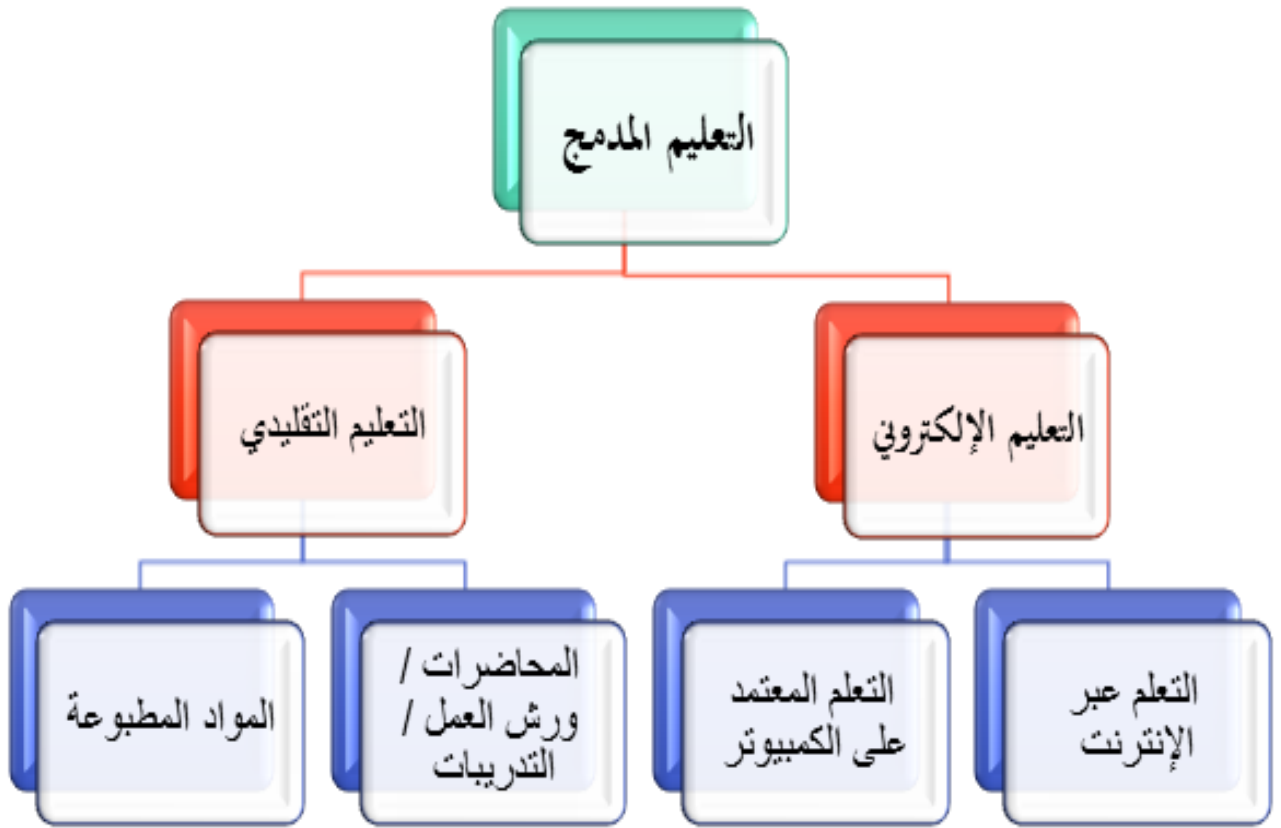 التعليم المدمج
التعليم الإلكتروني
التعليم التقليدي
التعلم عبر
الإنترنت
التعلم المعتمد
على الكمبيوتر
المحاضرات /
ورش العمل /
التدريبات
المواد المطبوعة